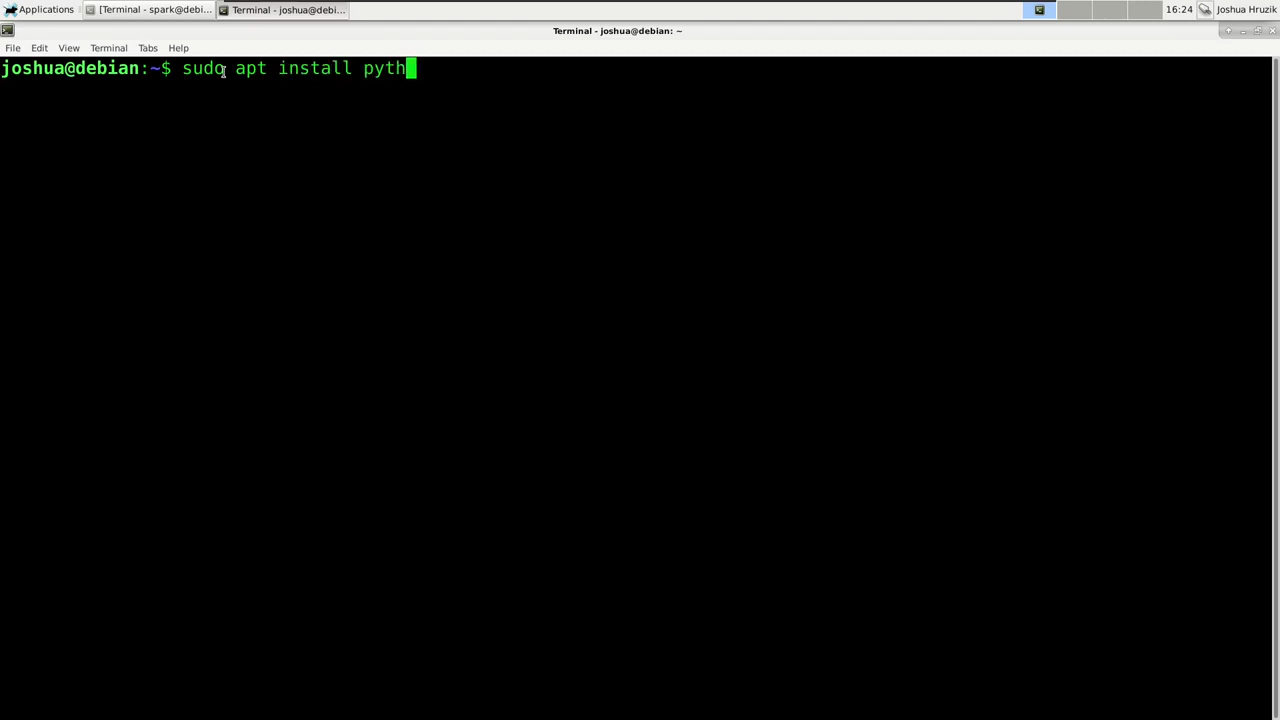 Applications [Terminal - spark@debi... Terminal - joshua@debi... 16:24 Joshua Hruzik
Terminal - joshua@debian: ~
File Edit View Terminal Tabs Help
joshua@debian:~$ sudo apt install pyth